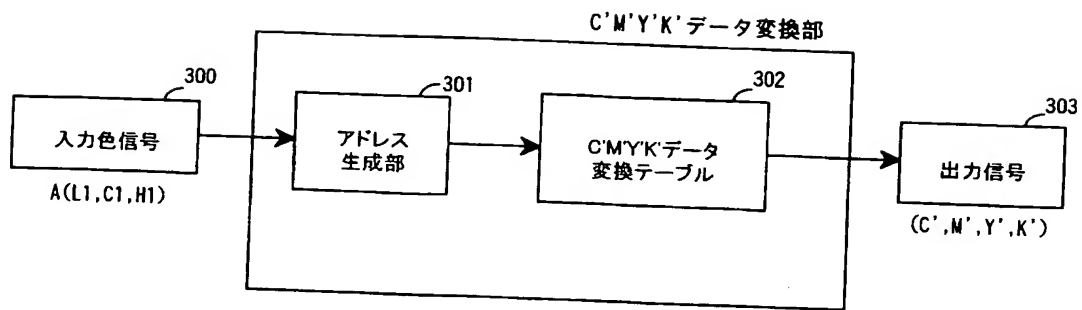 C'M'Y'K'データ変換部
300
301
302
303
入力色信号
アドレス
生成部
C'M'Y'K'データ
変換テーブル
出力信号
A(L1,C1,H1)
(C',M',Y',K')